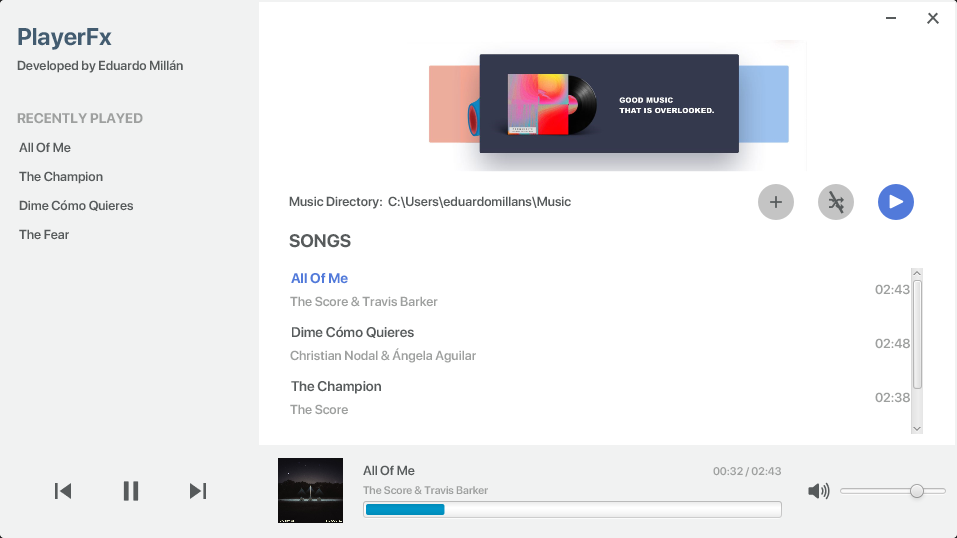 PlayerFx
Developed by Eduardo Millán
RECENTLY PLAYED
All Of Me
The Champion
Dime Cómo Quieres
The Fear
GOOD MUSIC
THAT IS OVERLOOKED.
Music Directory: C:\Users\eduardomillans\Music
SONGS
All Of Me
02:43
The Score & Travis Barker
Dime Cómo Quieres
02:48
Christian Nodal & Ángela Aguilar
The Champion
02:38
The Score
All Of Me
00:32 / 02:43
The Score & Travis Barker